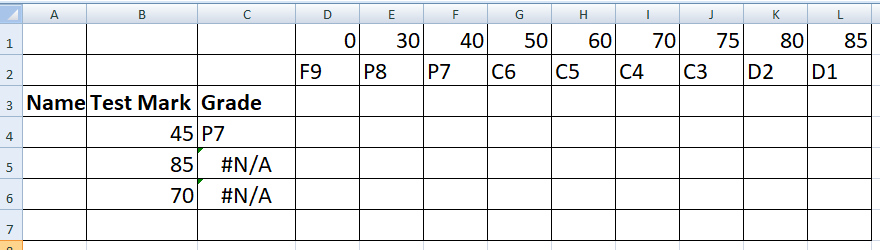 A B C D E F G H I J K L
1 0 30 40 50 60 70 75 80 85
2 F9 P8 P7 C6 C5 C4 C3 D2 D1
3 Name Test Mark Grade
4 45 P7
5 85 #N/A
6 70 #N/A
7